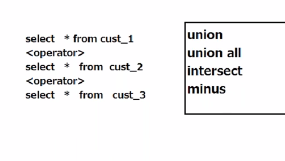 select * from cust_1
<operator>
select * from cust_2
<operator>
select * from cust_3
union
union all
intersect
minus